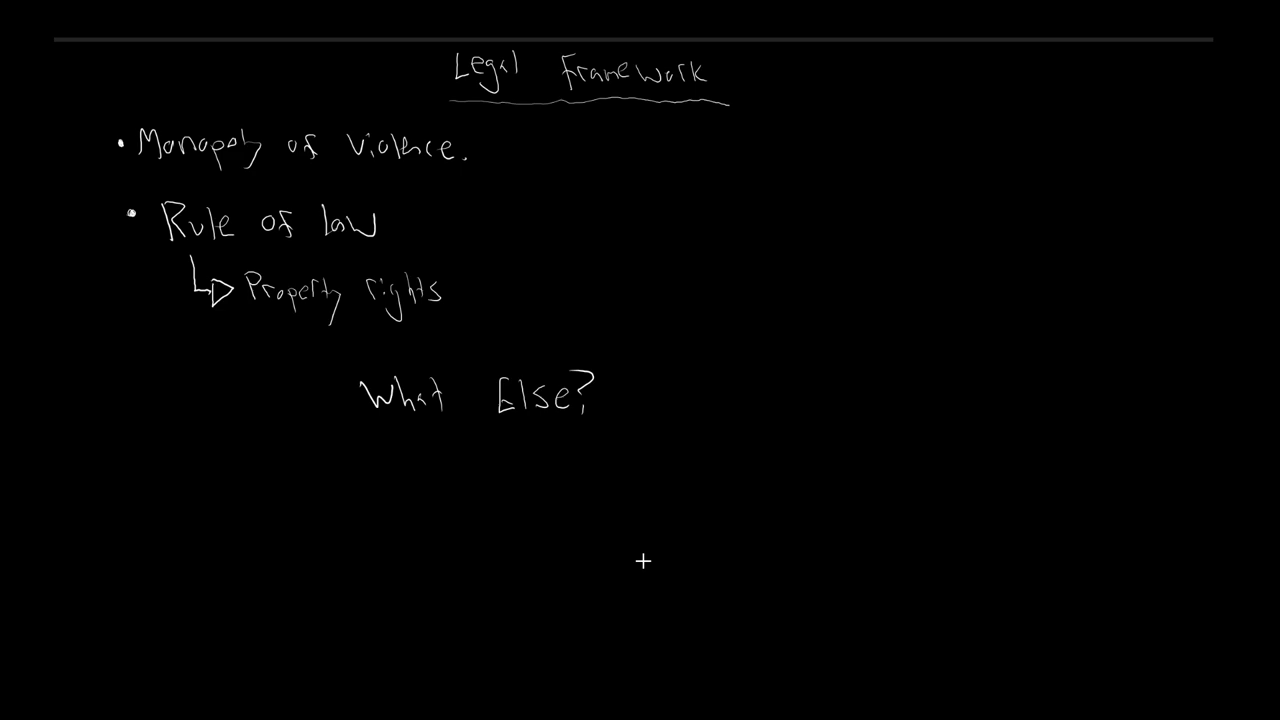 Legal Framework
• Monopoly of violence.
• Rule of law
Property rights
What Else?